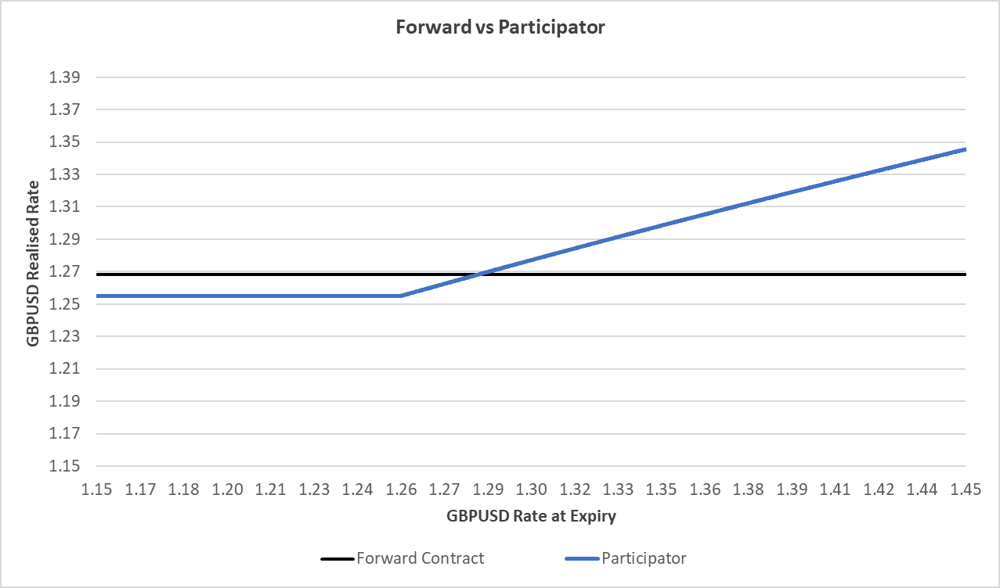 Forward vs Participator
1.39
1.37
1.35
1.33
1.31
1.29
1.27
1.25
1.23
1.21
1.19
1.17
1.15
GBPUSD Realised Rate
1.15 1.17 1.18 1.20 1.21 1.23 1.24 1.26 1.27 1.29 1.30 1.32 1.33 1.35 1.36 1.38 1.39 1.41 1.42 1.44 1.45
GBPUSD Rate at Expiry
Forward Contract Participator